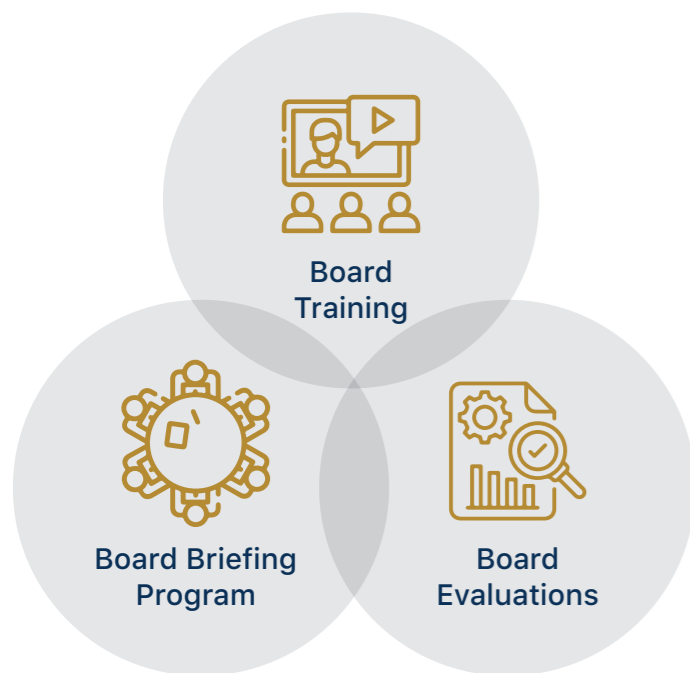 Board
Training
Board Briefing
Program
Board
Evaluations